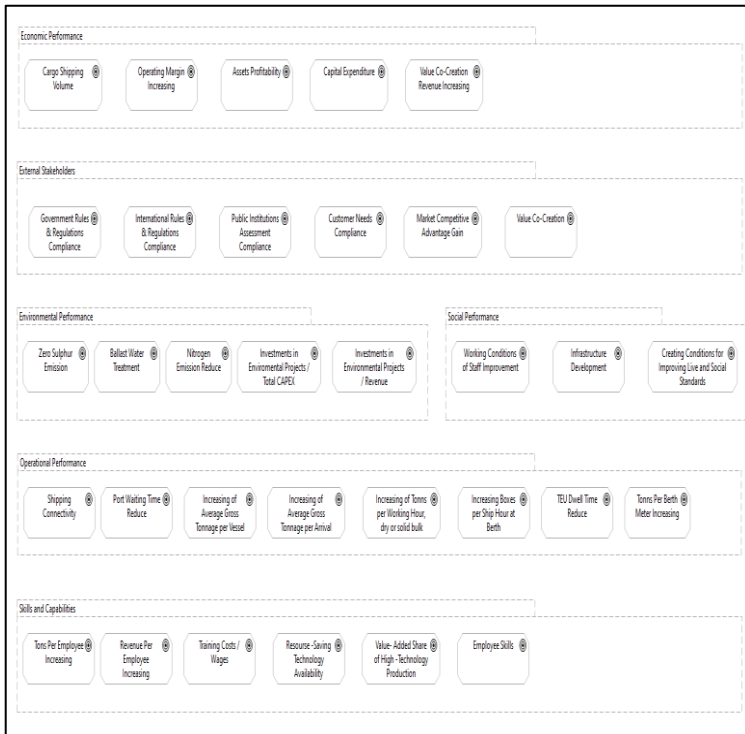 Economic Performance
Cargo Shipping
Volume
Operating Margin
Increasing
Assets Profitability
Capital Expenditure
Value Co-Creation
Revenue Increasing
External Stakeholders
Government Rules
& Regulations
Compliance
International Rules
& Regulations
Compliance
Public Institutions
Assessment
Compliance
Customer Needs
Compliance
Market Competitive
Advantage Gain
Value Co-Creation
Environmental Performance
Zero Sulphur
Emission
Ballast Water
Treatment
Nitrogen
Emission Reduce
Investments in
Enviromental Projects /
Total CAPEX
Investments in
Environmental Projects
/ Revenue
Social Performance
Working Conditions
of Staff Improvement
Infrastructure
Development
Creating Conditions for
Improving Live and Social
Standards
Operational Performance
Shipping
Connectivity
Port Waiting Time
Reduce
Increasing of
Average Gross
Tonnage per Vessel
Increasing of
Average Gross
Tonnage per Arrival
Increasing of Tonns
per Working Hour,
dry or solid bulk
Increasing Boxes
per Ship Hour at
Berth
TEU Dwell Time
Reduce
Tonns Per Berth
Meter Increasing
Skills and Capabilities
Tons Per Employee
Increasing
Revenue Per
Employee
Increasing
Training Costs /
Wages
Resourse -Saving
Technology
Availability
Value- Added Share
of High -Technology
Production
Employee Skills